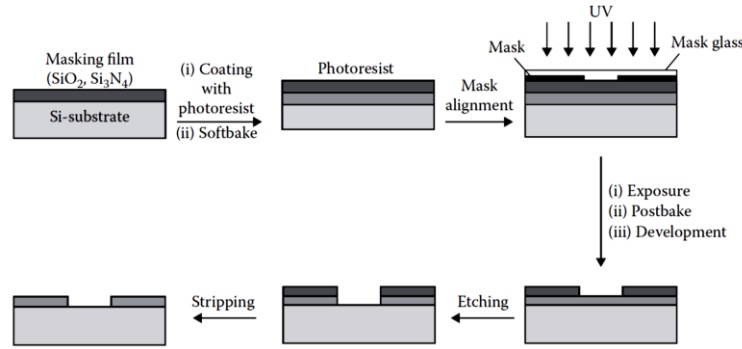 Masking film
(SiO₂, Si₃N₄)
Si-substrate
(i) Coating
with
photoresist
(ii) Softbake
Photoresist
Mask
alignment
UV
Mask
Mask glass
(i) Exposure
(ii) Postbake
(iii) Development
Etching
Stripping